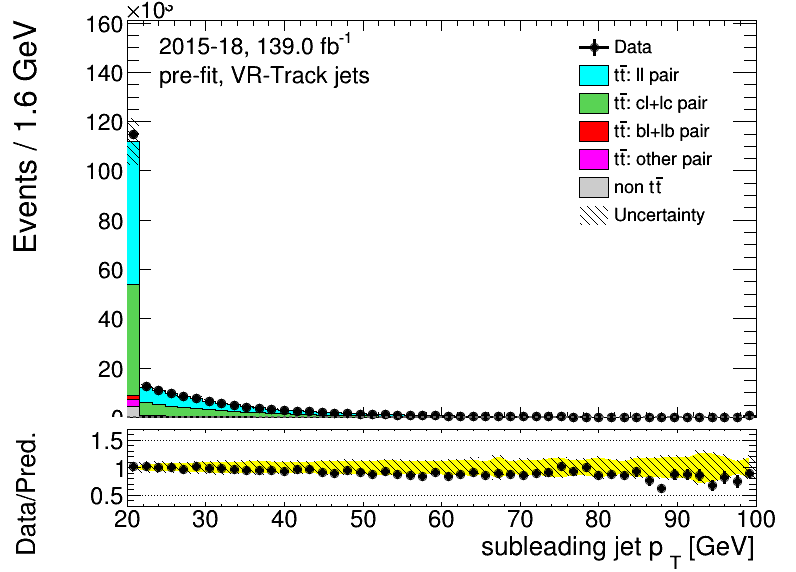 ×10³
160
140
120
100
80
60
40
20
0
Events / 1.6 GeV
2015-18, 139.0 fb⁻¹
pre-fit, VR-Track jets
Data
tt̄: ll pair
tt̄: cl+lc pair
tt̄: bl+lb pair
tt̄: other pair
non tt̄
Uncertainty
1.5
1
0.5
Data/Pred.
20 30 40 50 60 70 80 90 100
subleading jet p_T [GeV]